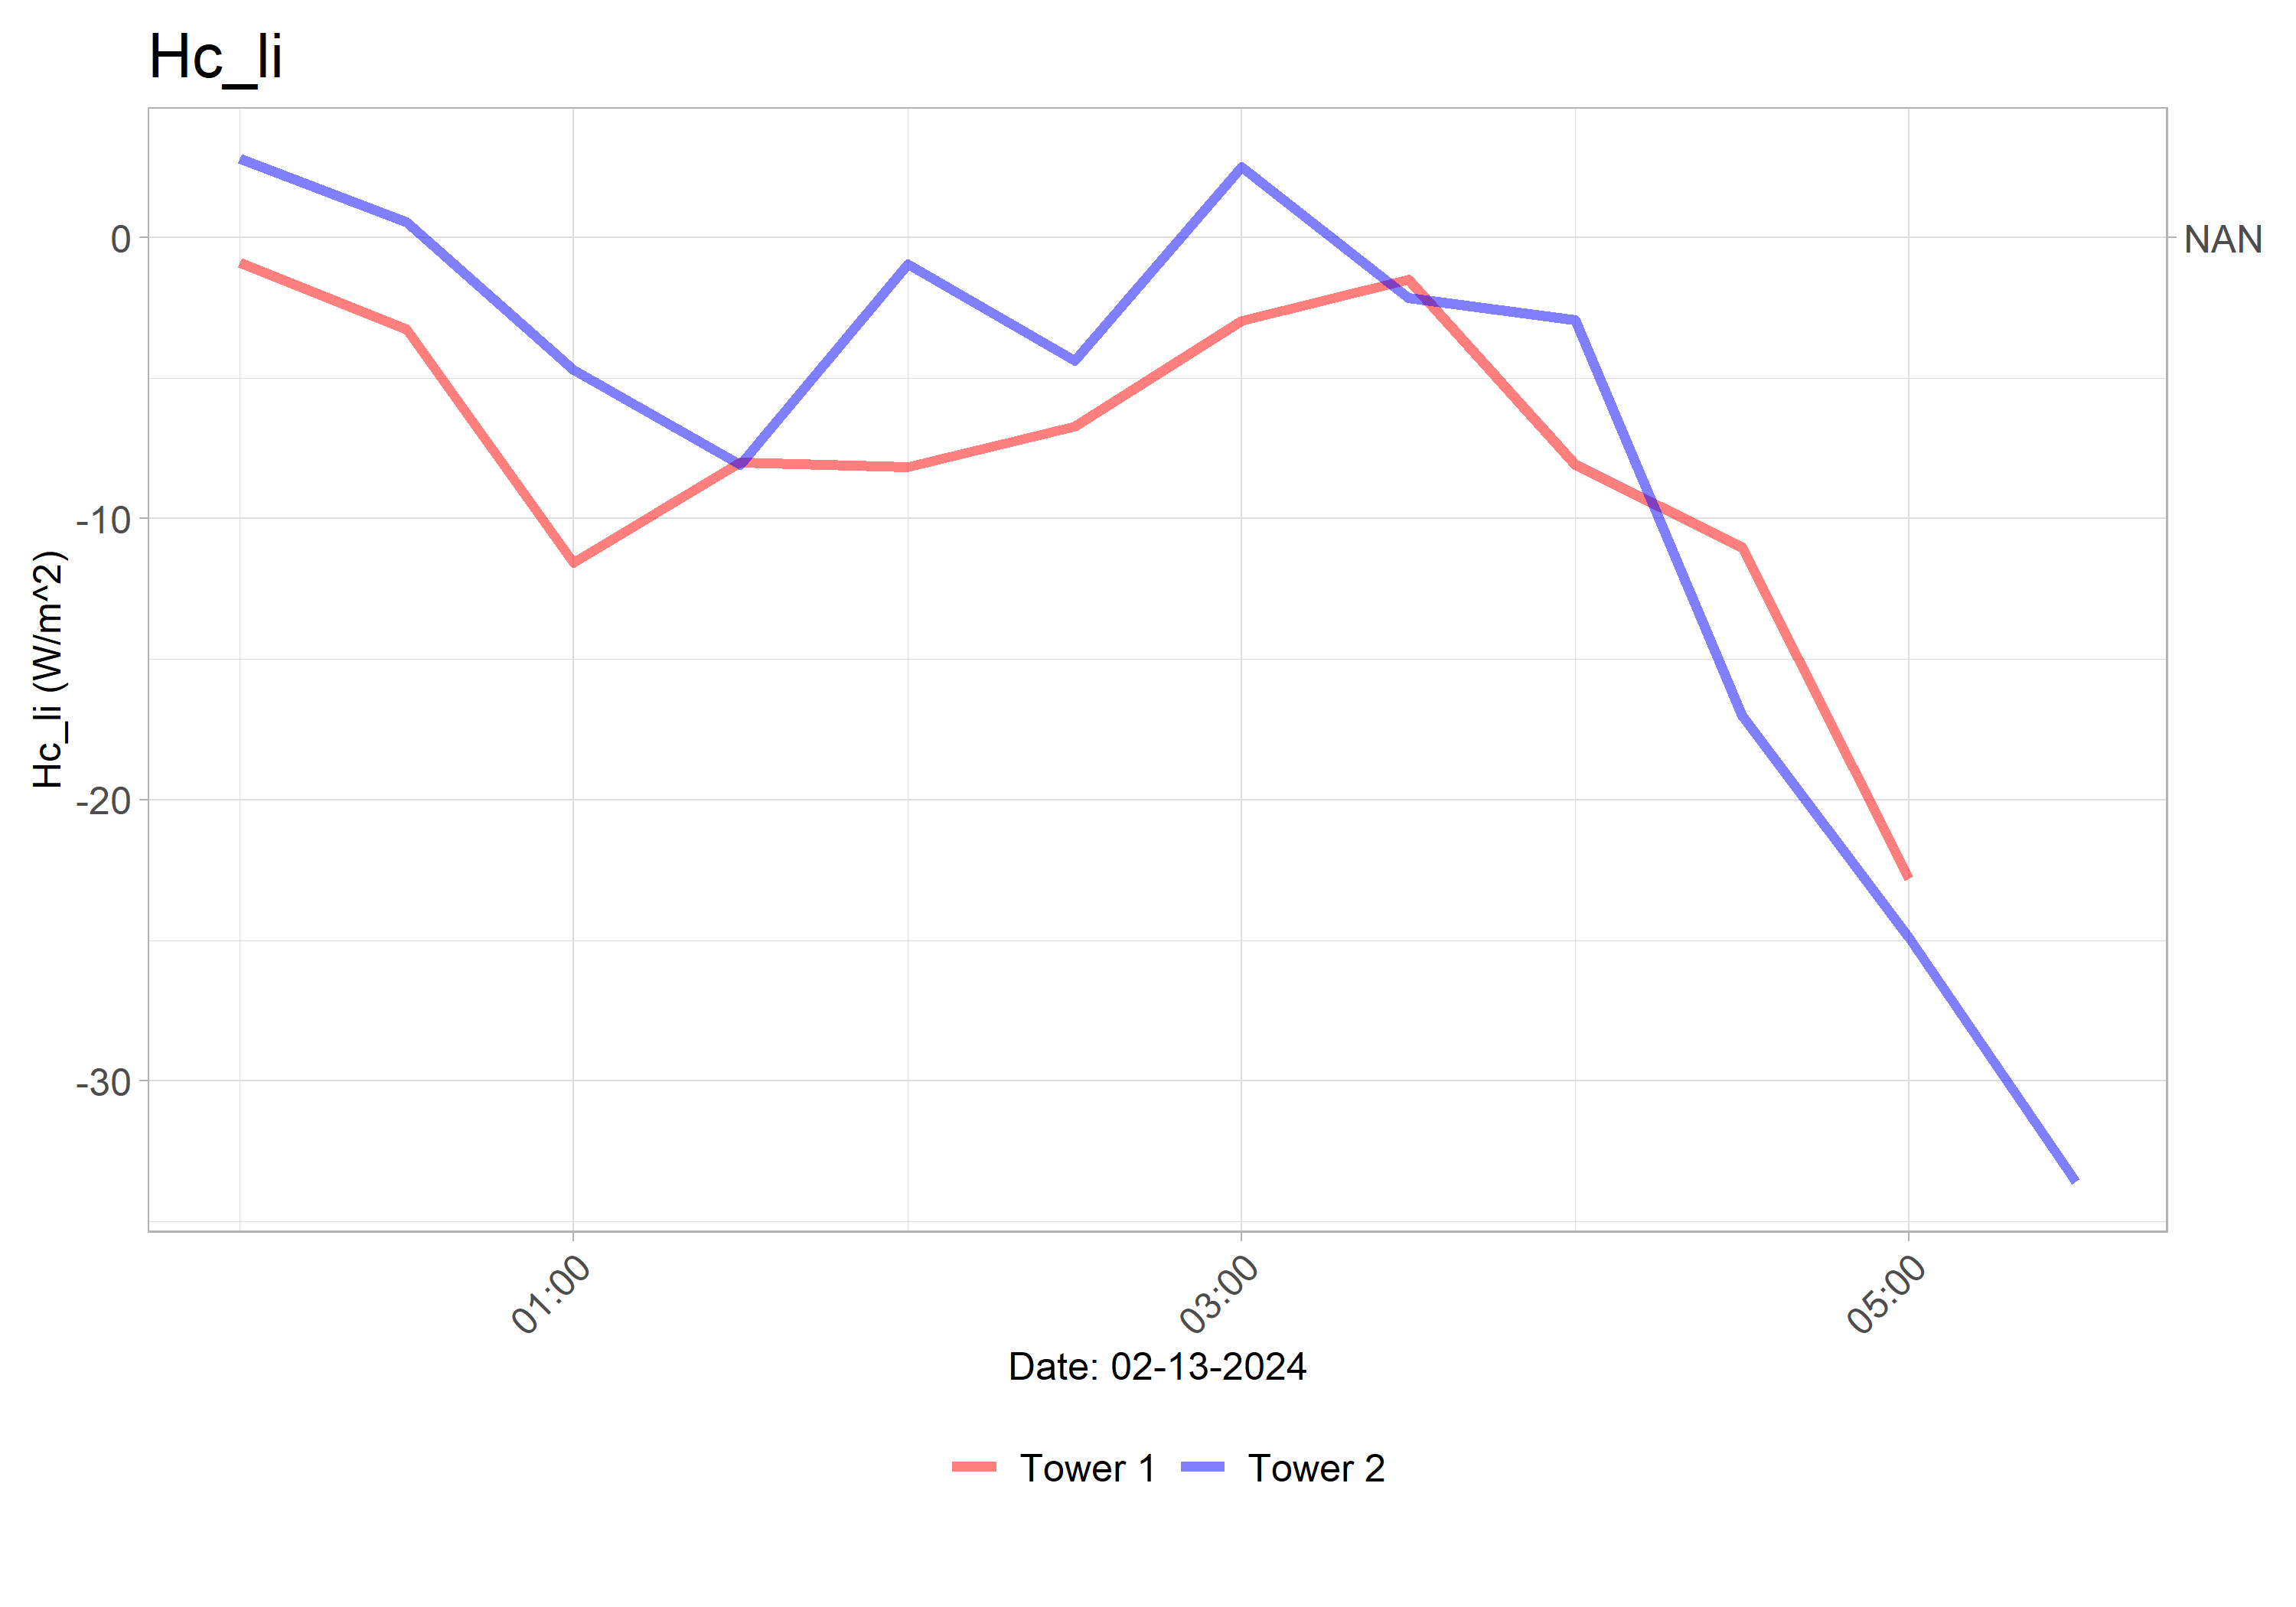 Hc_li
Hc_li (W/m^2)
0
-10
-20
-30
NAN
01:00
03:00
05:00
Date: 02-13-2024
Tower 1
Tower 2